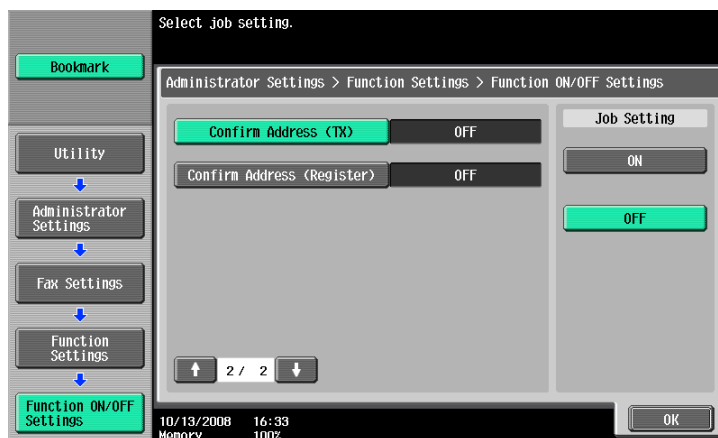 Select job setting.
Bookmark
Administrator Settings > Function Settings > Function ON/OFF Settings
Utility
Administrator
Settings
Fax Settings
Function
Settings
Function ON/OFF
Settings
Confirm Address (TX)
OFF
Confirm Address (Register)
OFF
2/ 2
Job Setting
ON
OFF
10/13/2008 16:33
Memory 100%
OK